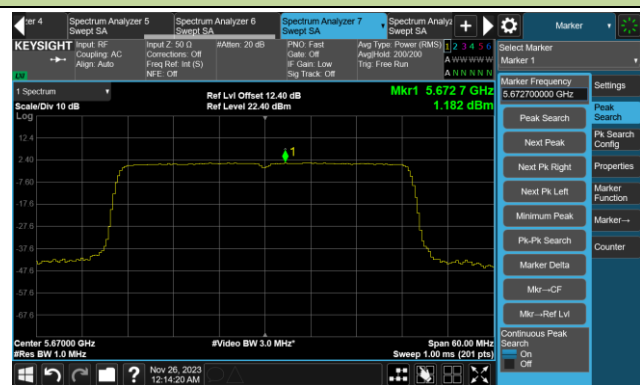 ter 4
Spectrum Analyzer 5
Swept SA
Spectrum Analyzer 6
Swept SA
Spectrum Analyzer 7
Swept SA
Spectrum Analyz
Swept SA
Marker
KEYSIGHT
Input: RF
Coupling: AC
Align: Auto
Input Z: 50 Ω
Corrections: Off
Freq Ref: Int (S)
NFE: Off
#Atten: 20 dB
PNO: Fast
Gate: Off
IF Gain: Low
Sig Track: Off
Avg Type: Power (RMS)
Avg|Hold: 200/200
Trig: Free Run
1 2 3 4 5 6
A W W W W W
A N N N N N
LV
Select Marker
Marker 1
1 Spectrum
Scale/Div 10 dB
Log
Ref Lvl Offset 12.40 dB
Ref Level 22.40 dBm
Mkr1 5.672 7 GHz
1.182 dBm
12.4
2.40
-7.60
-17.6
-27.6
-37.6
-47.6
-57.6
-67.6
1
Center 5.67000 GHz
#Res BW 1.0 MHz
#Video BW 3.0 MHz*
Span 60.00 MHz
Sweep 1.00 ms (201 pts)
Marker Frequency
5.672700000 GHz
Peak Search
Next Peak
Next Pk Right
Next Pk Left
Minimum Peak
Pk-Pk Search
Marker Delta
Mkr→CF
Mkr→Ref Lvl
Continuous Peak
Search
On
Off
Settings
Peak
Search
Pk Search
Config
Properties
Marker
Function
Marker→
Counter
?
Nov 26, 2023
12:14:20 AM